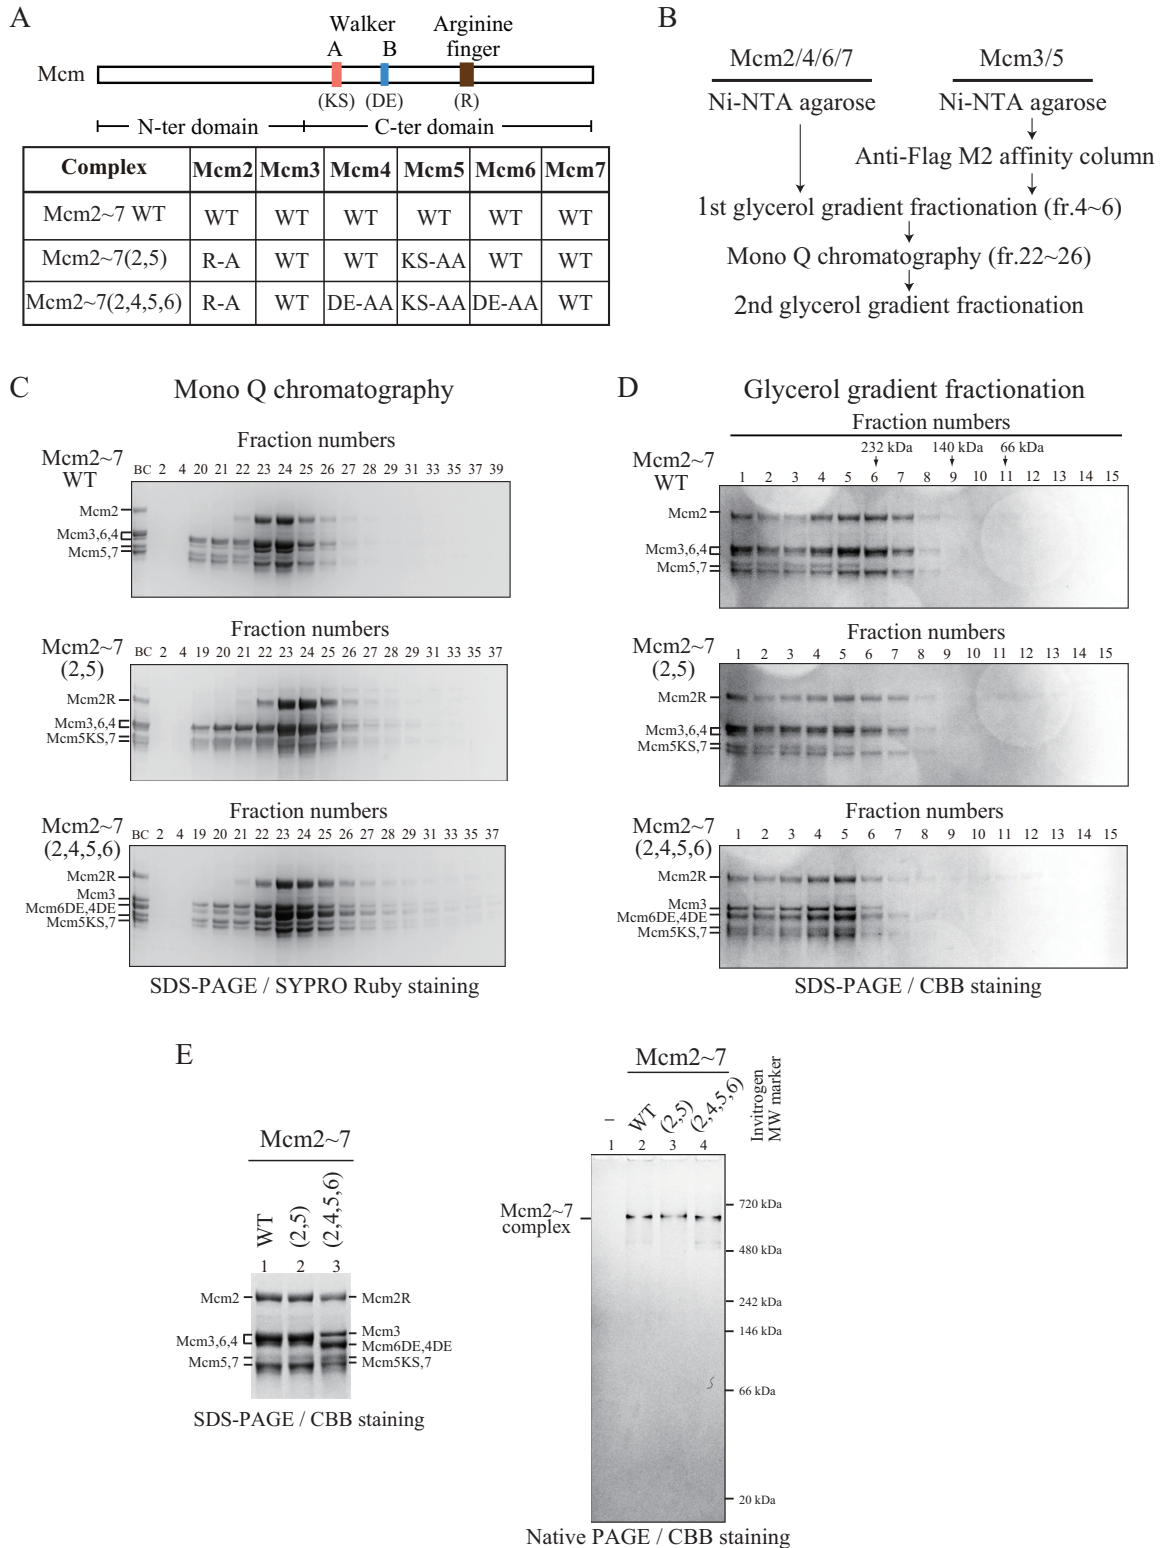 A
Walker
A B
Arginine
finger
Mcm
(KS) (DE) (R)
N-ter domain C-ter domain
Complex Mcm2 Mcm3 Mcm4 Mcm5 Mcm6 Mcm7
Mcm2~7 WT WT WT WT WT WT WT
Mcm2~7(2,5) R-A WT WT KS-AA WT WT
Mcm2~7(2,4,5,6) R-A WT DE-AA KS-AA DE-AA WT
B
Mcm2/4/6/7 Mcm3/5
Ni-NTA agarose Ni-NTA agarose
Anti-Flag M2 affinity column
1st glycerol gradient fractionation (fr.4~6)
Mono Q chromatography (fr.22~26)
2nd glycerol gradient fractionation
C Mono Q chromatography
Fraction numbers
Mcm2~7
WT
BC 2 4 20 21 22 23 24 25 26 27 28 29 31 33 35 37 39
Mcm2
Mcm3,6,4
Mcm5,7
Fraction numbers
Mcm2~7
(2,5)
BC 2 4 19 20 21 22 23 24 25 26 27 28 29 31 33 35 37
Mcm2R
Mcm3,6,4
Mcm5KS,7
Fraction numbers
Mcm2~7
(2,4,5,6)
BC 2 4 19 20 21 22 23 24 25 26 27 28 29 31 33 35 37
Mcm2R
Mcm3
Mcm6DE,4DE
Mcm5KS,7
SDS-PAGE / SYPRO Ruby staining
D Glycerol gradient fractionation
Fraction numbers
232 kDa 140 kDa 66 kDa
Mcm2~7
WT
1 2 3 4 5 6 7 8 9 10 11 12 13 14 15
Mcm2
Mcm3,6,4
Mcm5,7
Fraction numbers
Mcm2~7
(2,5)
1 2 3 4 5 6 7 8 9 10 11 12 13 14 15
Mcm2R
Mcm3,6,4
Mcm5KS,7
Fraction numbers
Mcm2~7
(2,4,5,6)
1 2 3 4 5 6 7 8 9 10 11 12 13 14 15
Mcm2R
Mcm3
Mcm6DE,4DE
Mcm5KS,7
SDS-PAGE / CBB staining
E
Mcm2~7
WT (2,5) (2,4,5,6)
1 2 3
Mcm2
Mcm3,6,4
Mcm5,7
Mcm2R
Mcm3
Mcm6DE,4DE
Mcm5KS,7
SDS-PAGE / CBB staining
Mcm2~7
– WT (2,5) (2,4,5,6)
1 2 3 4
Invitrogen
MW marker
Mcm2~7
complex
720 kDa
480 kDa
242 kDa
146 kDa
66 kDa
20 kDa
Native PAGE / CBB staining